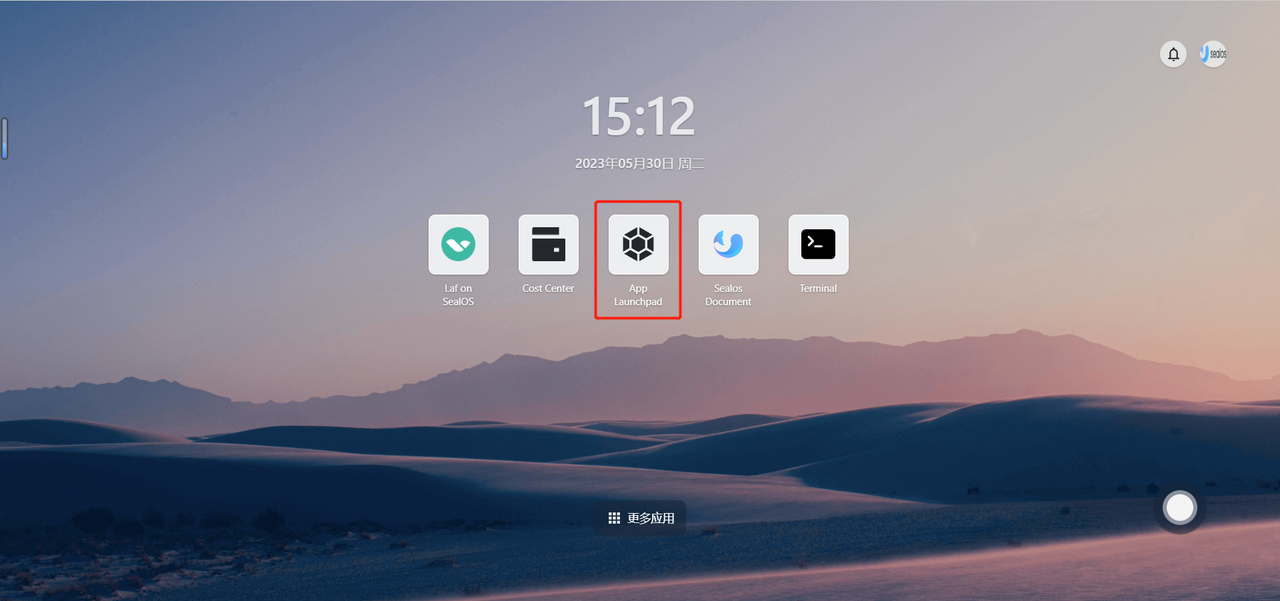 sealos
15:12
2023年05月30日 周二
Laf on
SealOS
Cost Center
App
Launchpad
Sealos
Document
Terminal
更多应用